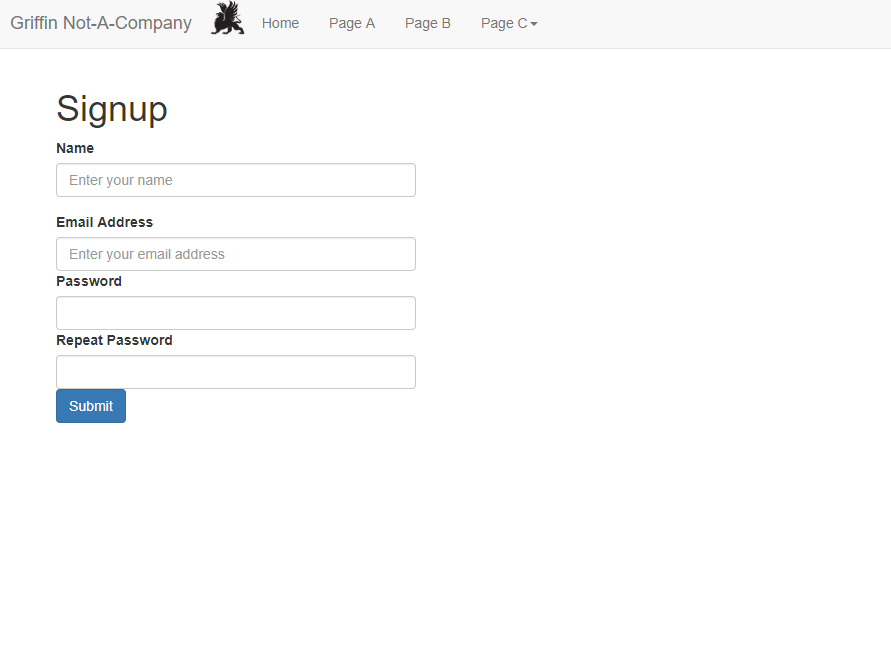 Griffin Not-A-Company Home Page A Page B Page C
Signup
Name
Enter your name
Email Address
Enter your email address
Password
Repeat Password
Submit